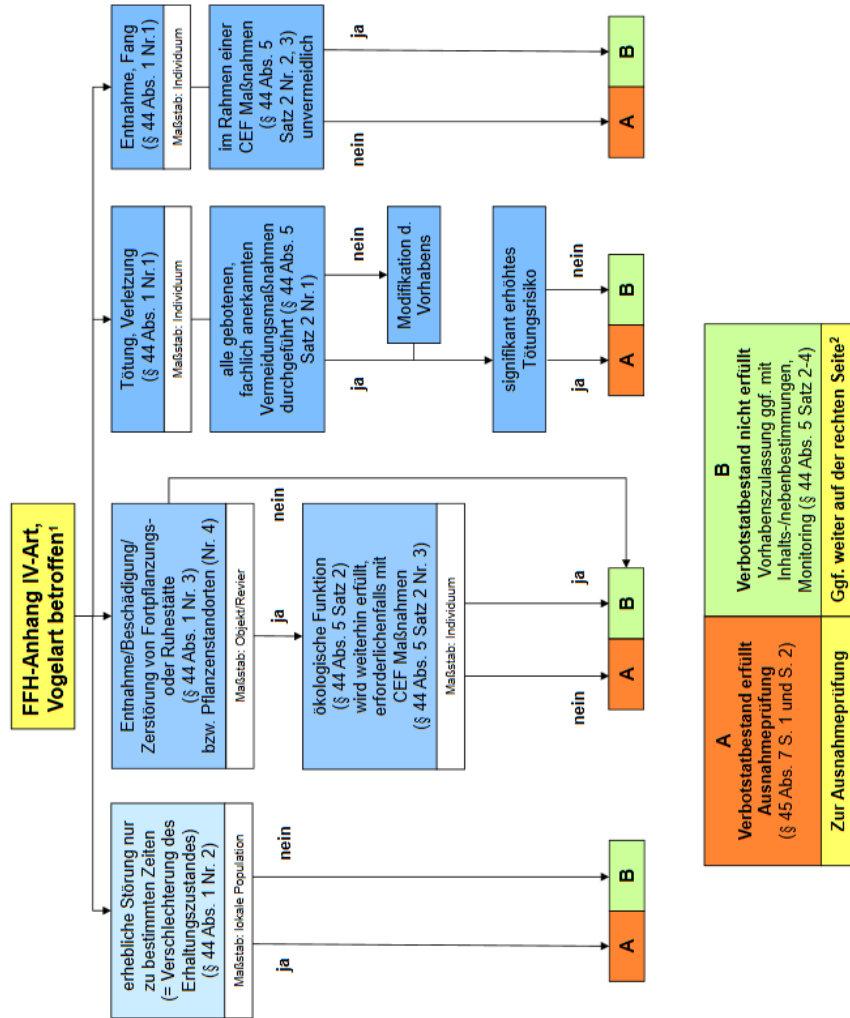 FFH-Anhang IV-Art,
Vogelart betroffen¹
erhebliche Störung nur
zu bestimmten Zeiten
(= Verschlechterung des
Erhaltungszustandes)
(§ 44 Abs. 1 Nr. 2)
Maßstab: lokale Population
ja
nein
A
B
Entnahme/Beschädigung/
Zerstörung von Fortpflanzungs-
oder Ruhestätte
(§ 44 Abs. 1 Nr. 3)
bzw. Pflanzenstandorten (Nr. 4)
Maßstab: Objekt/Revier
ja
nein
ökologische Funktion
(§ 44 Abs. 5 Satz 2)
wird weiterhin erfüllt,
erforderlichenfalls mit
CEF Maßnahmen
(§ 44 Abs. 5 Satz 2 Nr. 3)
Maßstab: Individuum
nein
ja
A
B
Tötung, Verletzung
(§ 44 Abs. 1 Nr.1)
Maßstab: Individuum
alle gebotenen,
fachlich anerkannten
Vermeidungsmaßnahmen
durchgeführt (§ 44 Abs. 5
Satz 2 Nr.1)
ja
nein
Modifikation d.
Vorhabens
signifikant erhöhtes
Tötungsrisiko
ja
nein
A
B
Entnahme, Fang
(§ 44 Abs. 1 Nr.1)
Maßstab: Individuum
im Rahmen einer
CEF Maßnahmen
(§ 44 Abs. 5
Satz 2 Nr. 2, 3)
unvermeidlich
nein
ja
A
B
A
Verbotstatbestand erfüllt
Ausnahmeprüfung
(§ 45 Abs. 7 S. 1 und S. 2)
Zur Ausnahmeprüfung
B
Verbotstatbestand nicht erfüllt
Vorhabenszulassung ggf. mit
Inhalts-/nebenbestimmungen,
Monitoring (§ 44 Abs. 5 Satz 2-4)
Ggf. weiter auf der rechten Seite²